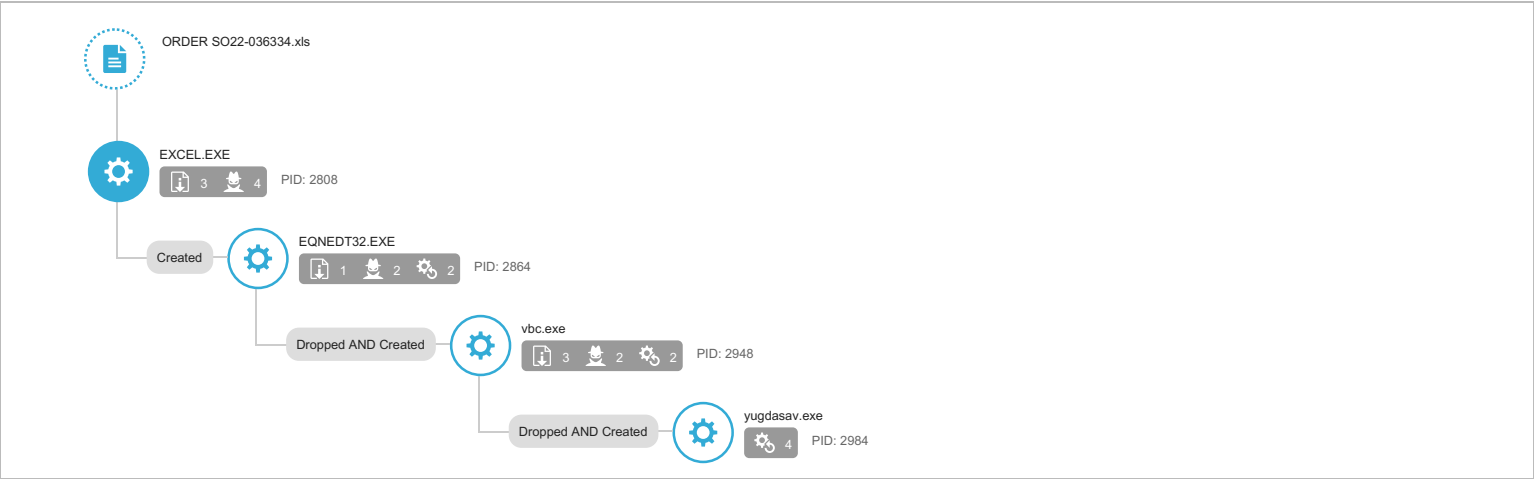 ORDER SO22-036334.xls
EXCEL.EXE
3 4 PID: 2808
Created
EQNEDT32.EXE
1 2 2 PID: 2864
Dropped AND Created
vbc.exe
3 2 2 PID: 2948
Dropped AND Created
yugdasav.exe
4 PID: 2984